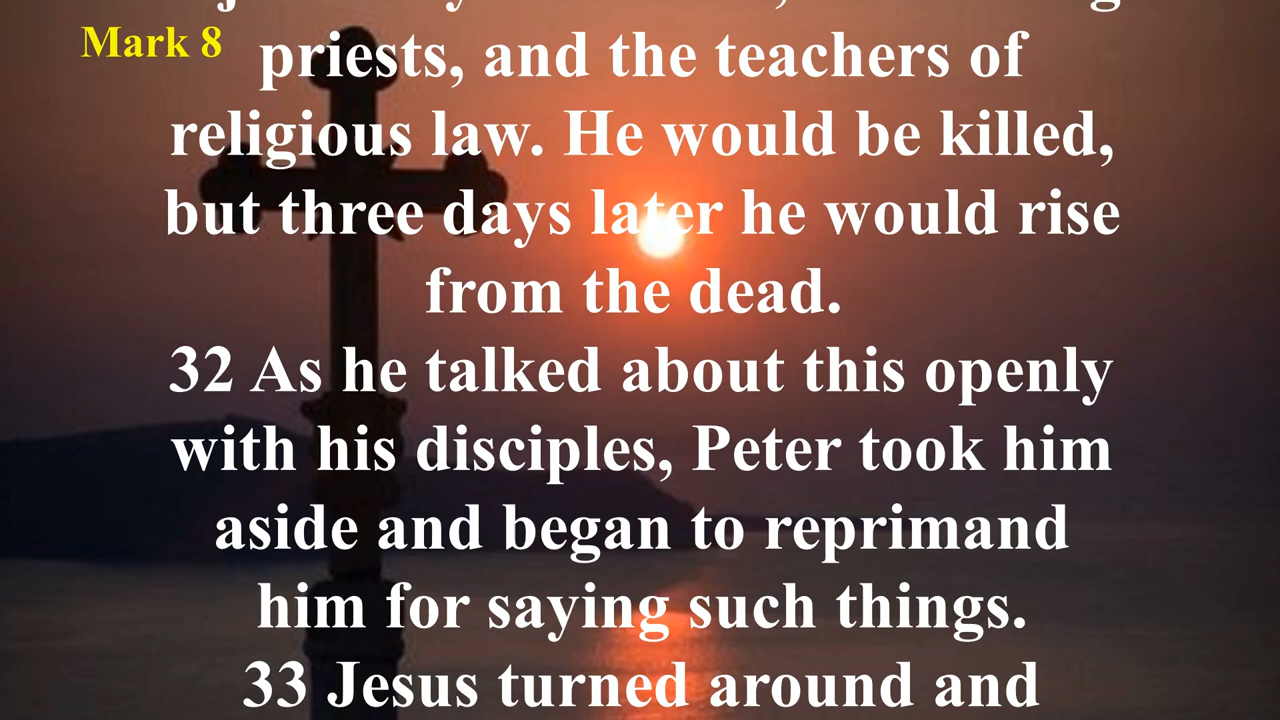 Mark 8
priests, and the teachers of
religious law. He would be killed,
but three days later he would rise
from the dead.
32 As he talked about this openly
with his disciples, Peter took him
aside and began to reprimand
him for saying such things.
33 Jesus turned around and